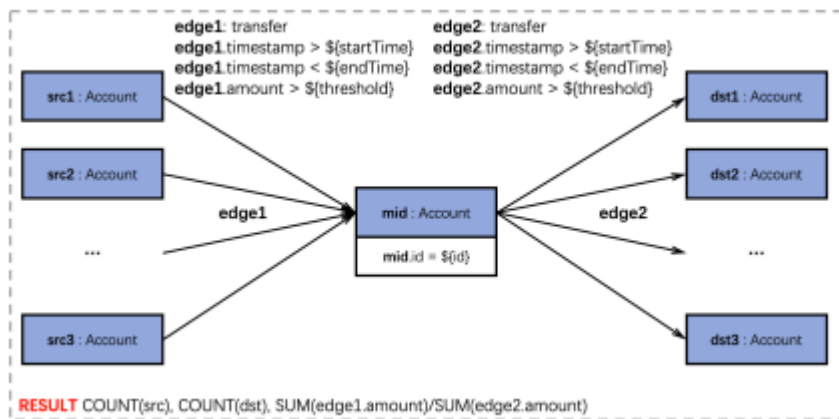 edge1: transfer
edge1.timestamp > ${startTime}
edge1.timestamp < ${endTime}
edge1.amount > ${threshold}
edge2: transfer
edge2.timestamp > ${startTime}
edge2.timestamp < ${endTime}
edge2.amount > ${threshold}
src1 : Account
src2 : Account
...
src3 : Account
edge1
mid : Account
mid.id = ${id}
edge2
dst1 : Account
dst2 : Account
...
dst3 : Account
RESULT COUNT(src), COUNT(dst), SUM(edge1.amount)/SUM(edge2.amount)